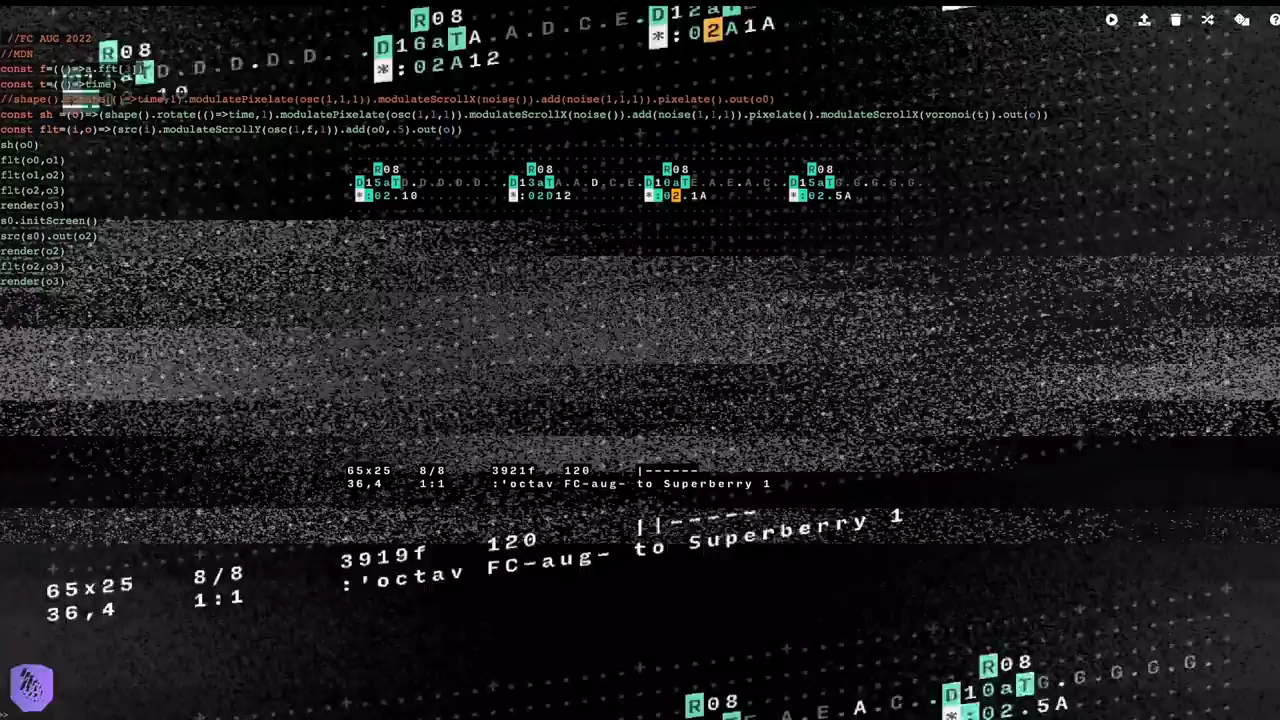 R08
D12aT
*:02A1A
R08
D16aTA.A.D.C.E.
*:02A12
R08
D.D.D.D.D.
10
//FC AUG 2022
//MDN
const f=(()=>a.fft[
const t=(()=>time)
//shape().rotate(()=>time,1).modulatePixelate(osc(1,1,1)).modulateScrollX(noise()).add(noise(1,1,1)).pixelate().out(o0)
const sh =(o)=>(shape().rotate(()=>time,1).modulatePixelate(osc(1,1,1)).modulateScrollX(noise()).add(noise(1,1,1)).pixelate().modulateScrollX(voronoi(t)).out(o))
const flt=(i,o)=>(src(i).modulateScrollY(osc(1,f,1)).add(o0,.5).out(o))
sh(o0)
flt(o0,o1)
flt(o1,o2)
flt(o2,o3)
render(o3)
s0.initScreen()
src(s0).out(o2)
render(o2)
flt(o2,o3)
render(o3)
R08 R08 R08 R08
.D15aTD.D.D.D.D. .D13aTA.A.D.C.E. .D10aTE.A.E.A.C. .D15aTG.G.G.G.G.
*:02.10 *:02D12 *:02.1A *:02.5A
65x25 8/8 3921f 120 |------
36,4 1:1 :'octav FC-aug- to Superberry 1
65x25 8/8 3919f 120 ||-----
36,4 1:1 :'octav FC-aug- to Superberry 1
R08
D10aTG.G.G.G.G.
*:02.5A
R08
A.E.A.C.
>>